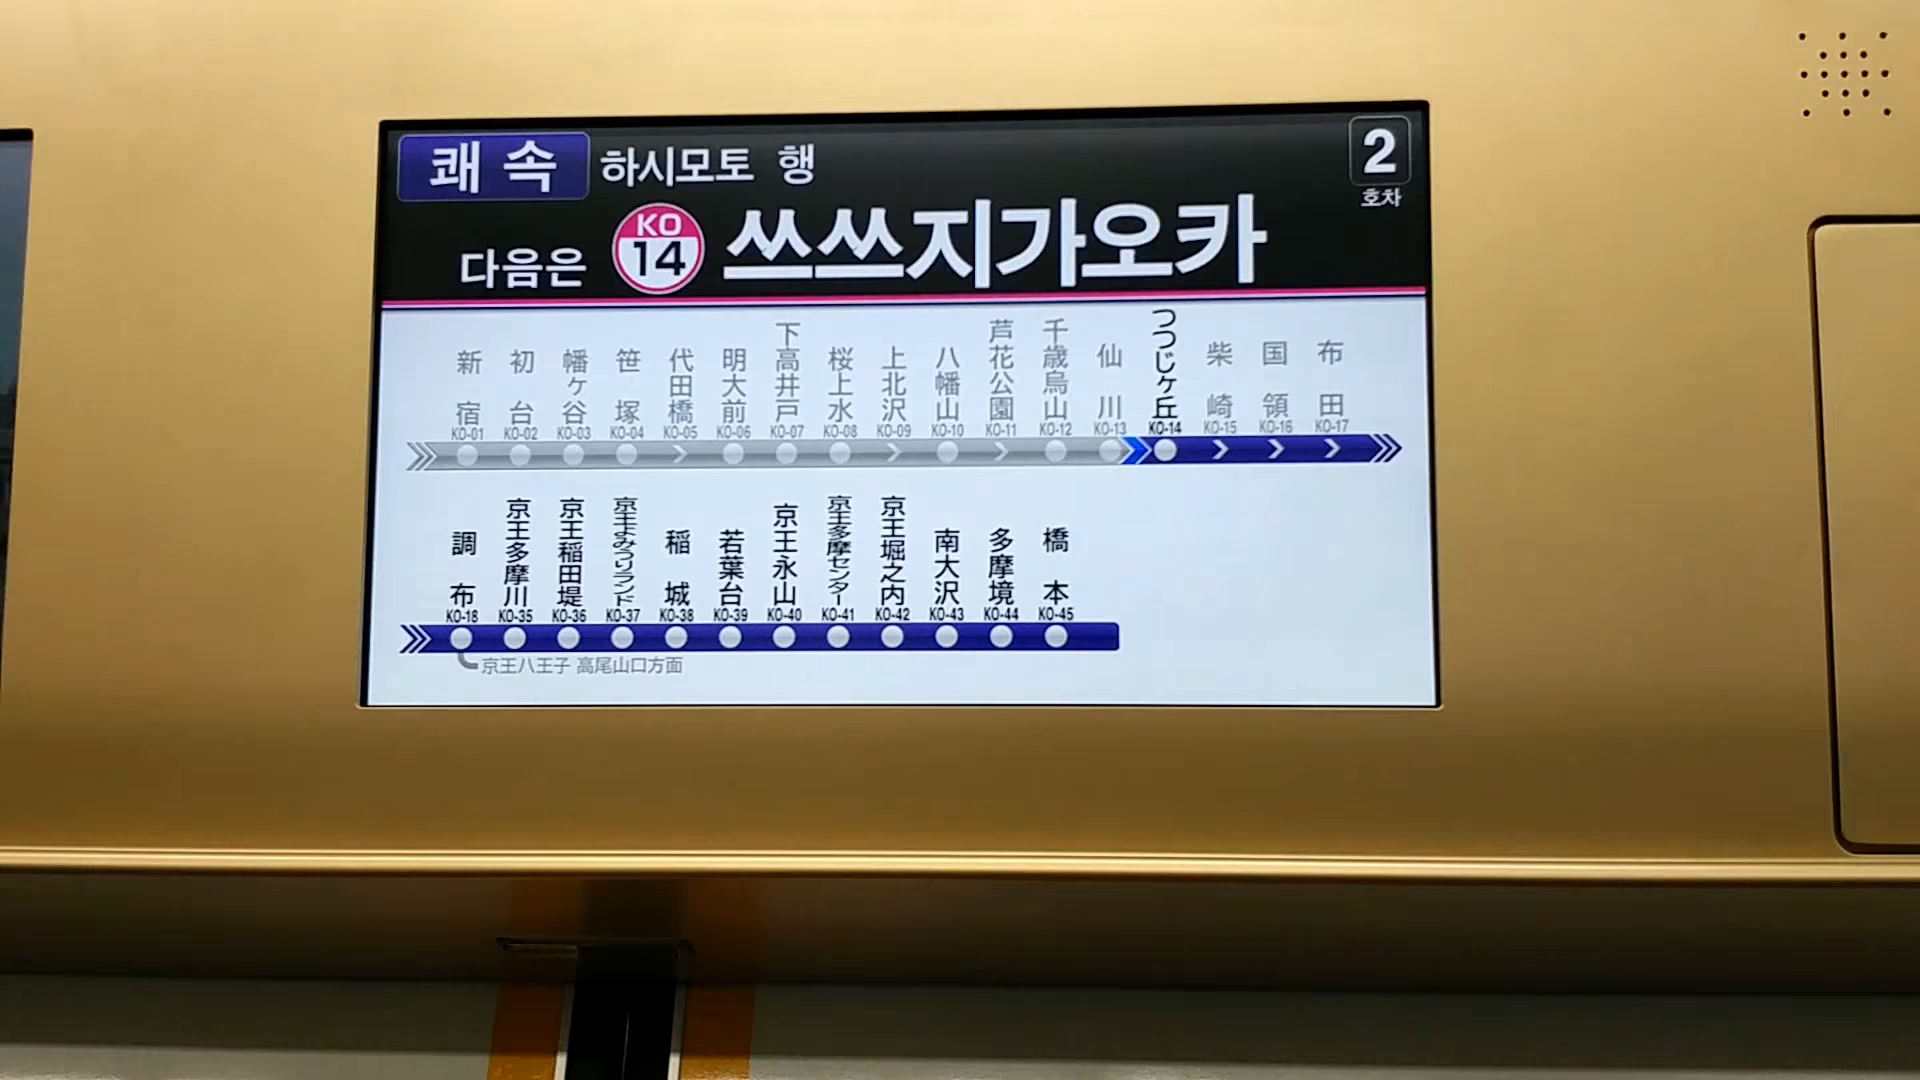 쾌속 하시모토 행
2
호차
다음은 KO 14 쓰쓰지가오카
新宿 初台 幡ヶ谷 笹塚 代田橋 明大前 下高井戸 桜上水 上北沢 八幡山 芦花公園 千歳烏山 仙川 つつじヶ丘 柴崎 国領 布田
KO-01 KO-02 KO-03 KO-04 KO-05 KO-06 KO-07 KO-08 KO-09 KO-10 KO-11 KO-12 KO-13 KO-14 KO-15 KO-16 KO-17
調布 京王多摩川 京王稲田堤 京王よみうりランド 稲城 若葉台 京王永山 京王多摩センター 京王堀之内 南大沢 多摩境 橋本
KO-18 KO-35 KO-36 KO-37 KO-38 KO-39 KO-40 KO-41 KO-42 KO-43 KO-44 KO-45
京王八王子 高尾山口方面